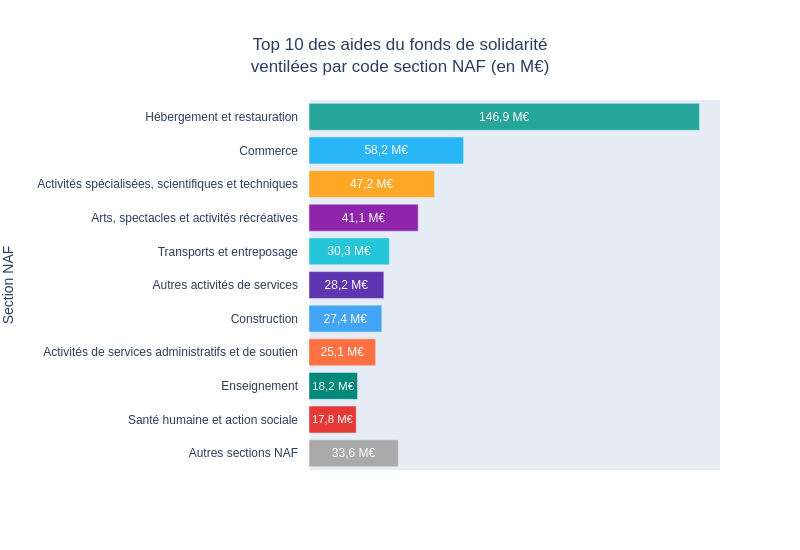 Top 10 des aides du fonds de solidarité
ventilées par code section NAF (en M€)
Section NAF
Hébergement et restauration 146,9 M€
Commerce 58,2 M€
Activités spécialisées, scientifiques et techniques 47,2 M€
Arts, spectacles et activités récréatives 41,1 M€
Transports et entreposage 30,3 M€
Autres activités de services 28,2 M€
Construction 27,4 M€
Activités de services administratifs et de soutien 25,1 M€
Enseignement 18,2 M€
Santé humaine et action sociale 17,8 M€
Autres sections NAF 33,6 M€